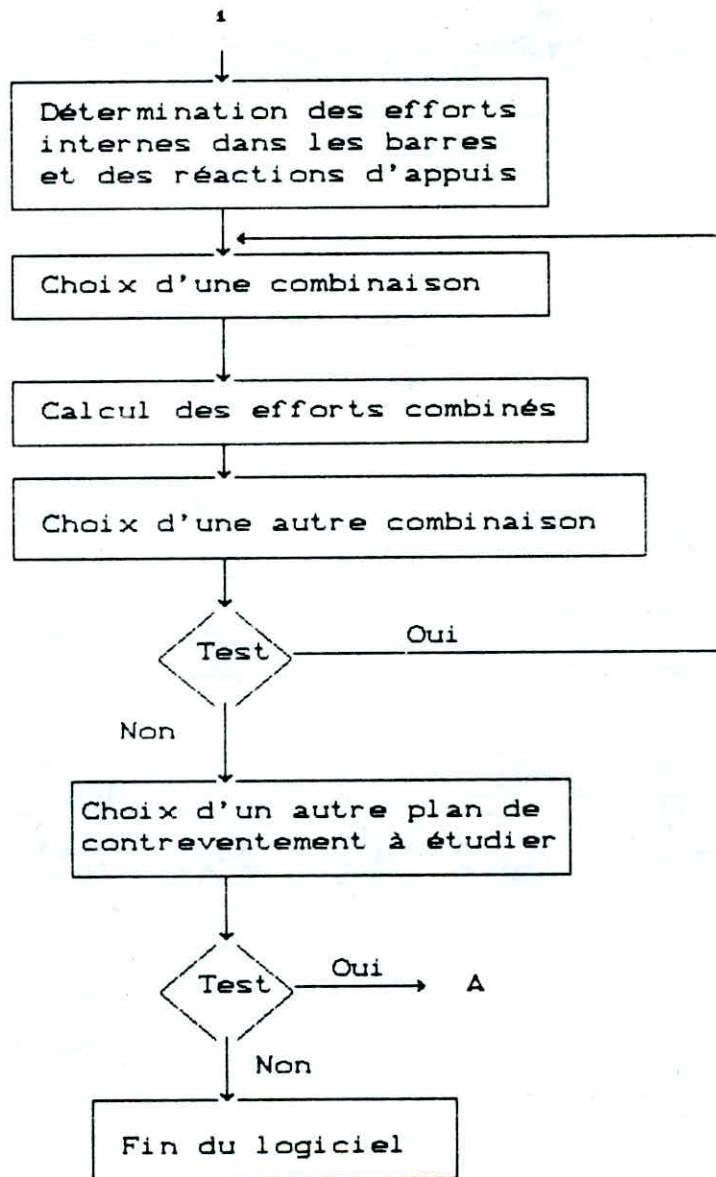 1
Détermination des efforts
internes dans les barres
et des réactions d'appuis
Choix d'une combinaison
Calcul des efforts combinés
Choix d'une autre combinaison
Test
Oui
Non
Choix d'un autre plan de
contreventement à étudier
Test
Oui
A
Non
Fin du logiciel